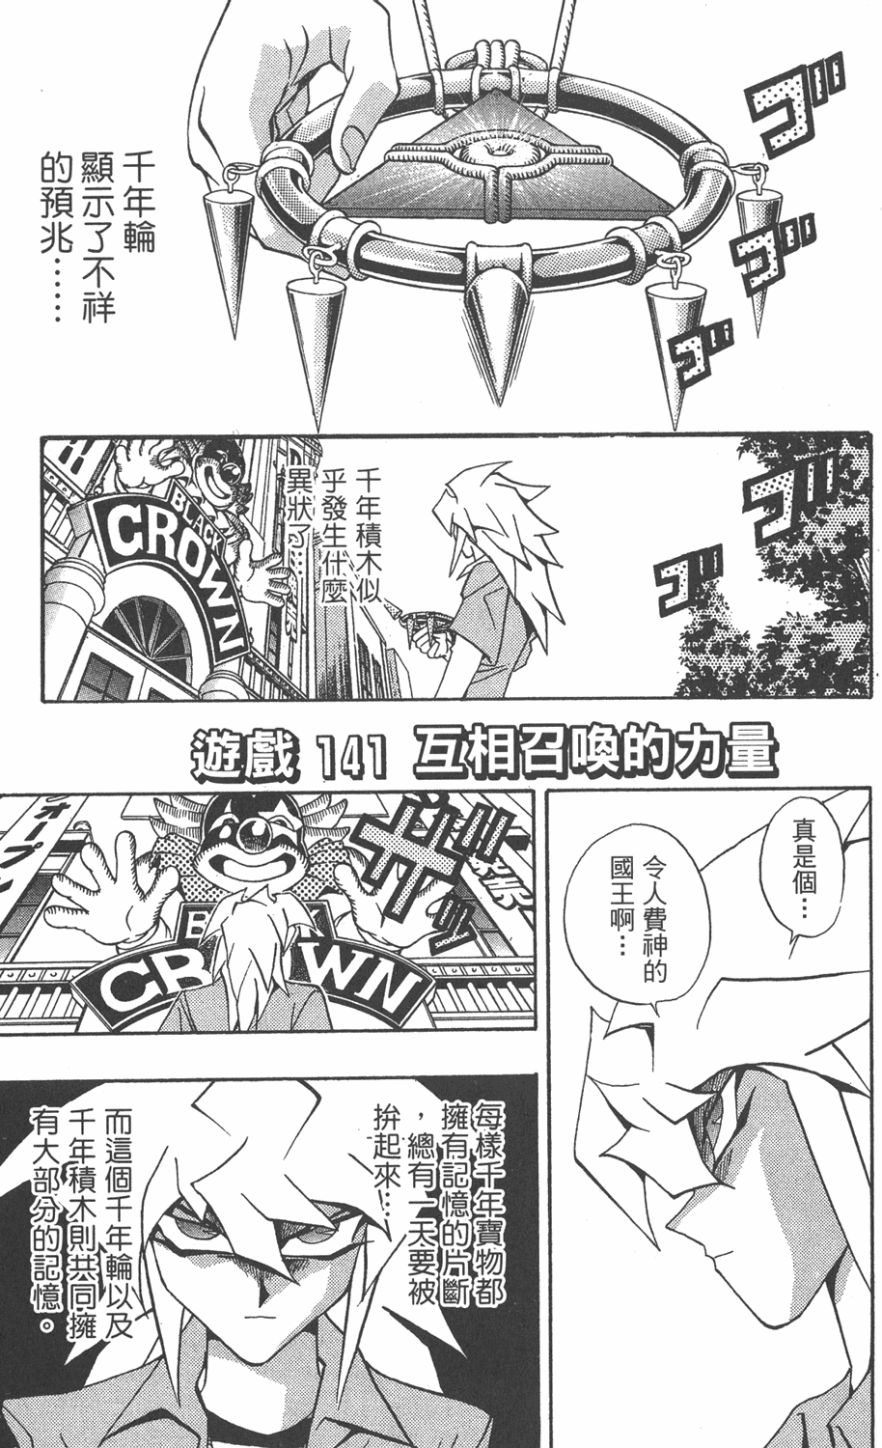 千年輪
顯示了不祥
的預兆……
ゴ
ゴ
ゴ
ゴ
ゴ
千年積木似
乎發生什麼
異狀了…
BLACK
CROWN
遊戲 141 互相召喚的力量
真是個…
令人費神的
國王啊…
オープン
CR WN
每樣千年寶物都
擁有記憶的片斷
，總有一天要被
拚起來…
而這個千年輪以及
千年積木則共同擁
有大部分的記憶。